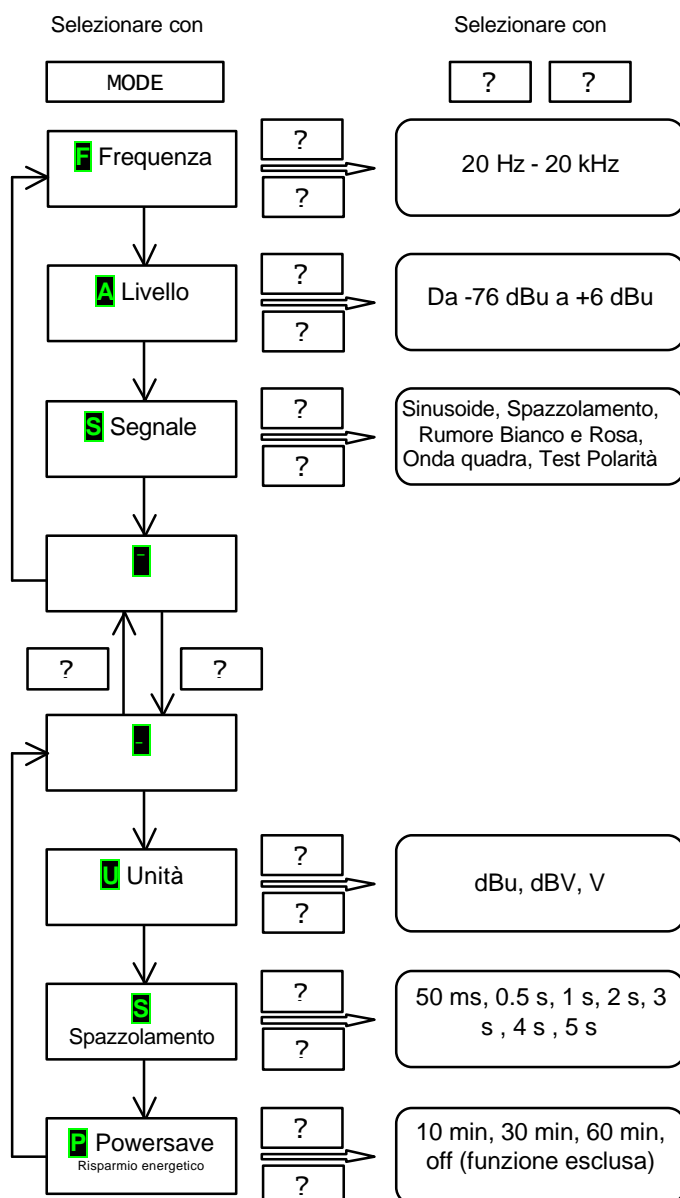 Selezionare con
Selezionare con
MODE
? ?
F Frequenza
?
?
20 Hz - 20 kHz
A Livello
?
?
Da -76 dBu a +6 dBu
S Segnale
?
?
Sinusoide, Spazzolamento,
Rumore Bianco e Rosa,
Onda quadra, Test Polarità
¯
? ?
-
U Unità
?
?
dBu, dBV, V
S
Spazzolamento
?
?
50 ms, 0.5 s, 1 s, 2 s, 3
s , 4 s , 5 s
P Powersave
Risparmio energetico
?
?
10 min, 30 min, 60 min,
off (funzione esclusa)